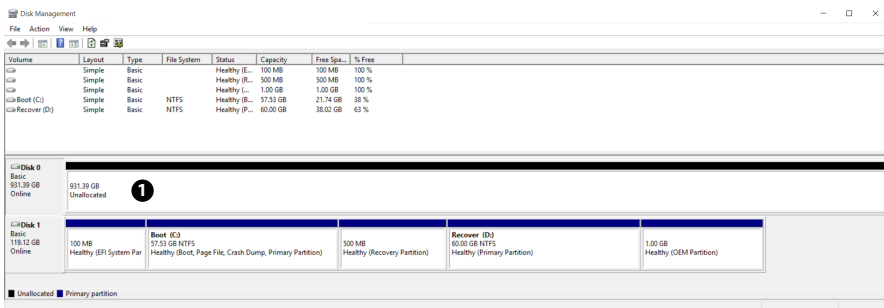 Disk Management
File Action View Help
Volume Layout Type File System Status Capacity Free Spa... % Free
Simple Basic Healthy (E... 100 MB 100 MB 100 %
Simple Basic Healthy (R... 500 MB 500 MB 100 %
Simple Basic Healthy (... 1.00 GB 1.00 GB 100 %
Boot (C:) Simple Basic NTFS Healthy (B... 57.53 GB 21.74 GB 38 %
Recover (D:) Simple Basic NTFS Healthy (P... 60.00 GB 38.02 GB 63 %
Disk 0
Basic
931.39 GB
Online
931.39 GB
Unallocated
1
Disk 1
Basic
119.12 GB
Online
100 MB
Healthy (EFI System Par
Boot (C:)
57.53 GB NTFS
Healthy (Boot, Page File, Crash Dump, Primary Partition)
500 MB
Healthy (Recovery Partition)
Recover (D:)
60.00 GB NTFS
Healthy (Primary Partition)
1.00 GB
Healthy (OEM Partition)
Unallocated Primary partition